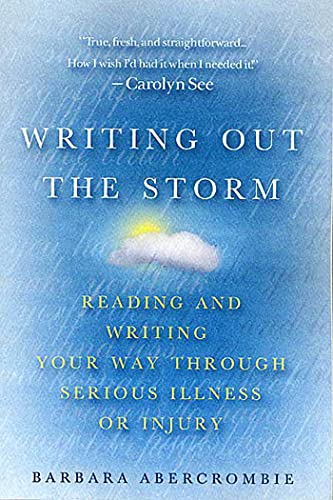 "True, fresh, and straightforward...
How I wish I'd had it when I needed it."
—Carolyn See
WRITING OUT
THE STORM
READING AND
WRITING
YOUR WAY THROUGH
SERIOUS ILLNESS
OR INJURY
BARBARA ABERCROMBIE